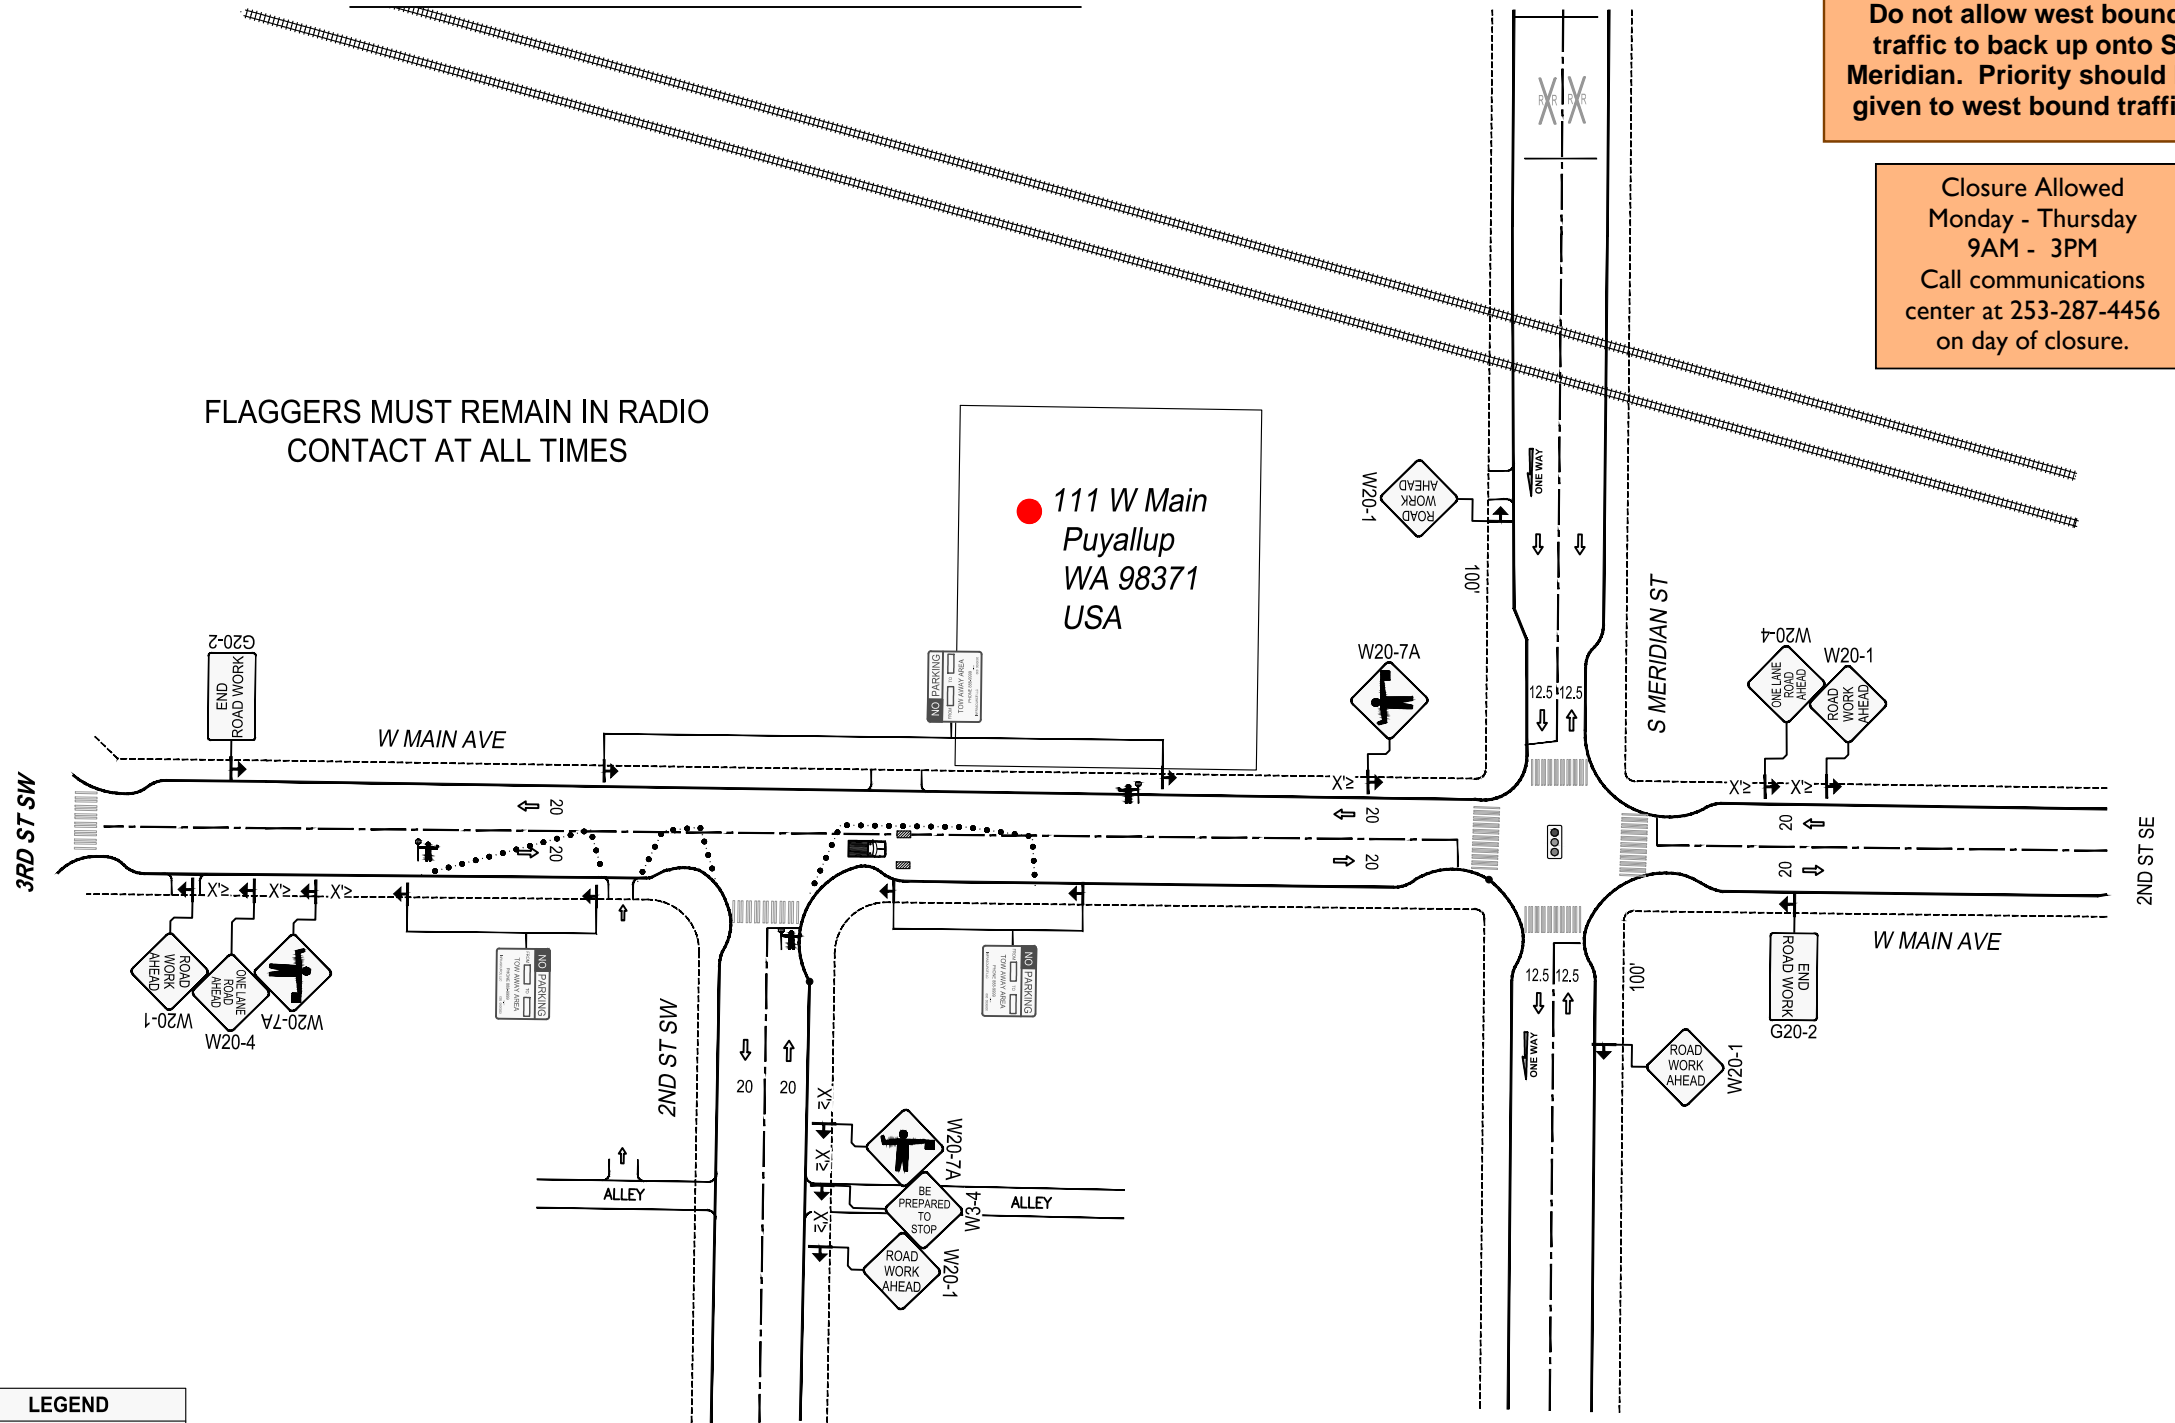 Do not allow west bound
traffic to back up onto S
Meridian. Priority should
given to west bound traffi
Closure Allowed
Monday - Thursday
9AM - 3PM
Call communications
center at 253-287-4456
on day of closure.
FLAGGERS MUST REMAIN IN RADIO
CONTACT AT ALL TIMES
111 W Main
Puyallup
WA 98371
USA
R R R R
ONE WAY
W20-1
ROAD
WORK
AHEAD
100'
S MERIDIAN ST
W20-7A
W20-4
ONE LANE
ROAD
AHEAD
W20-1
ROAD
WORK
AHEAD
G20-2
END
ROAD WORK
W MAIN AVE
NO PARKING
FROM TO
TOW AWAY AREA
12.5 12.5
X'≥
X'≥
X'≥
3RD ST SW
20
20
20
20
20
20
2ND ST SE
X'≥
X'≥
X'≥
ROAD
WORK
AHEAD
W20-1
ONE LANE
ROAD
AHEAD
W20-4
W20-7A
NO PARKING
TOW AWAY AREA
NO PARKING
TOW AWAY AREA
2ND ST SW
12.5 12.5
ONE WAY
100'
END
ROAD WORK
G20-2
W MAIN AVE
ROAD
WORK
AHEAD
W20-1
20 20
X'≥
X'≥
X'≥
W20-7A
BE
PREPARED
TO
STOP
W3-4
ROAD
WORK
AHEAD
W20-1
ALLEY
ALLEY
LEGEND